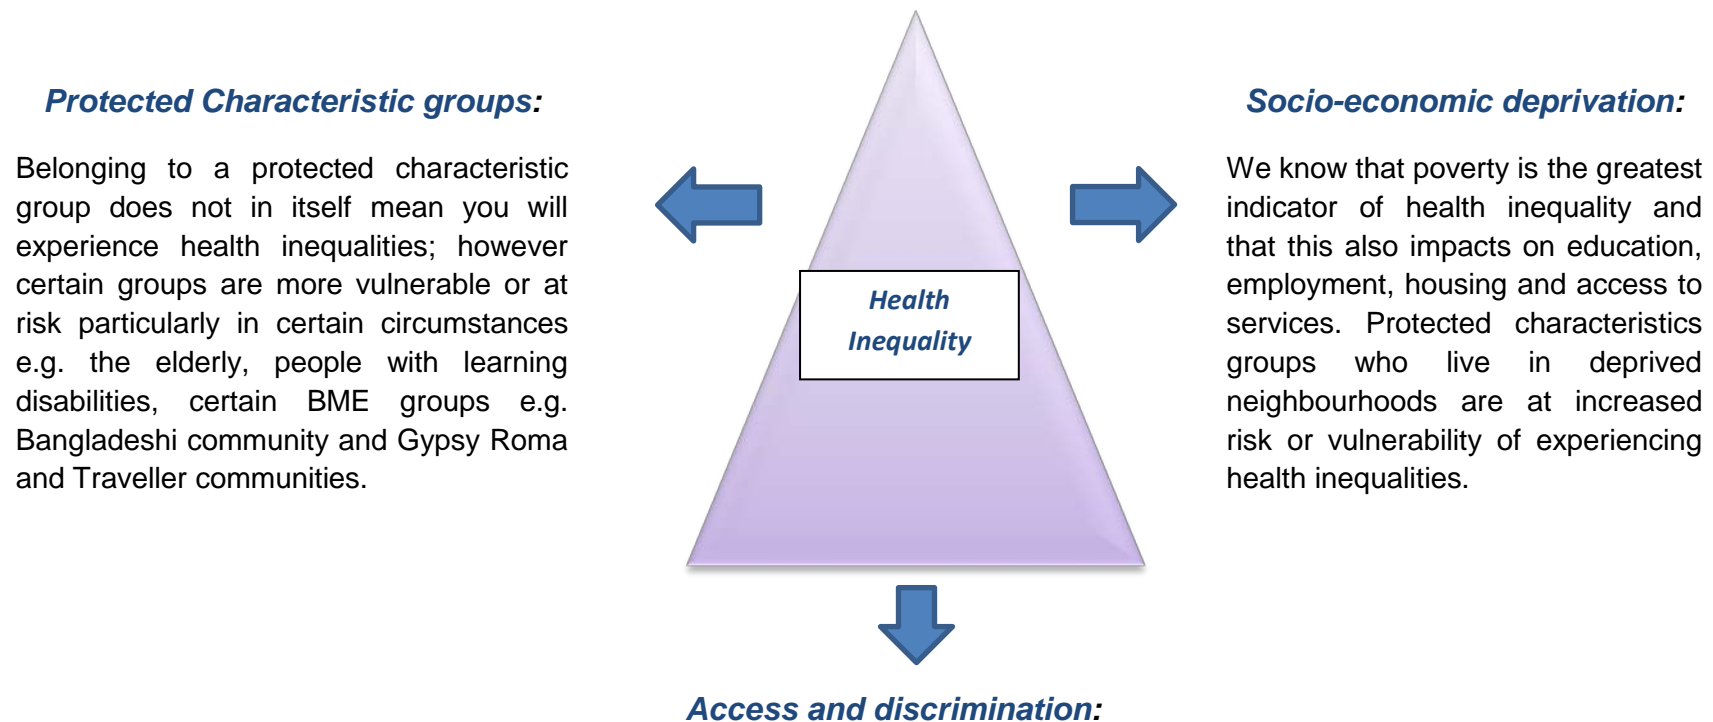 Protected Characteristic groups:
Belonging to a protected characteristic
group does not in itself mean you will
experience health inequalities; however
certain groups are more vulnerable or at
risk particularly in certain circumstances
e.g. the elderly, people with learning
disabilities, certain BME groups e.g.
Bangladeshi community and Gypsy Roma
and Traveller communities.
Health
Inequality
Socio-economic deprivation:
We know that poverty is the greatest
indicator of health inequality and
that this also impacts on education,
employment, housing and access to
services. Protected characteristics
groups who live in deprived
neighbourhoods are at increased
risk or vulnerability of experiencing
health inequalities.
Access and discrimination: